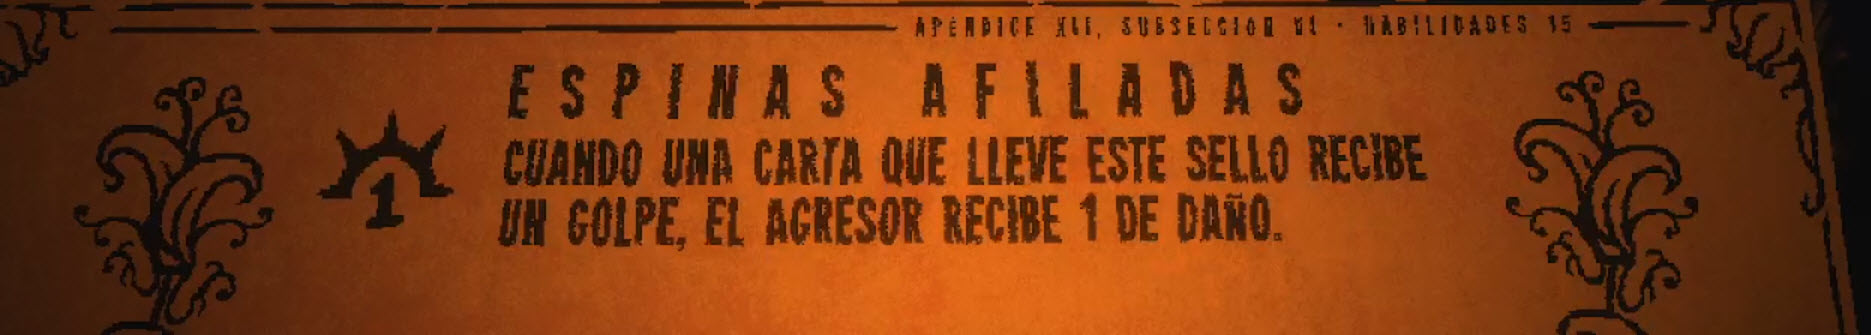 APÉNDICE XII, SUBSECCIÓN VI · HABILIDADES 15
ESPINAS AFILADAS
CUANDO UNA CARTA QUE LLEVE ESTE SELLO RECIBE
1
UN GOLPE, EL AGRESOR RECIBE 1 DE DAÑO.